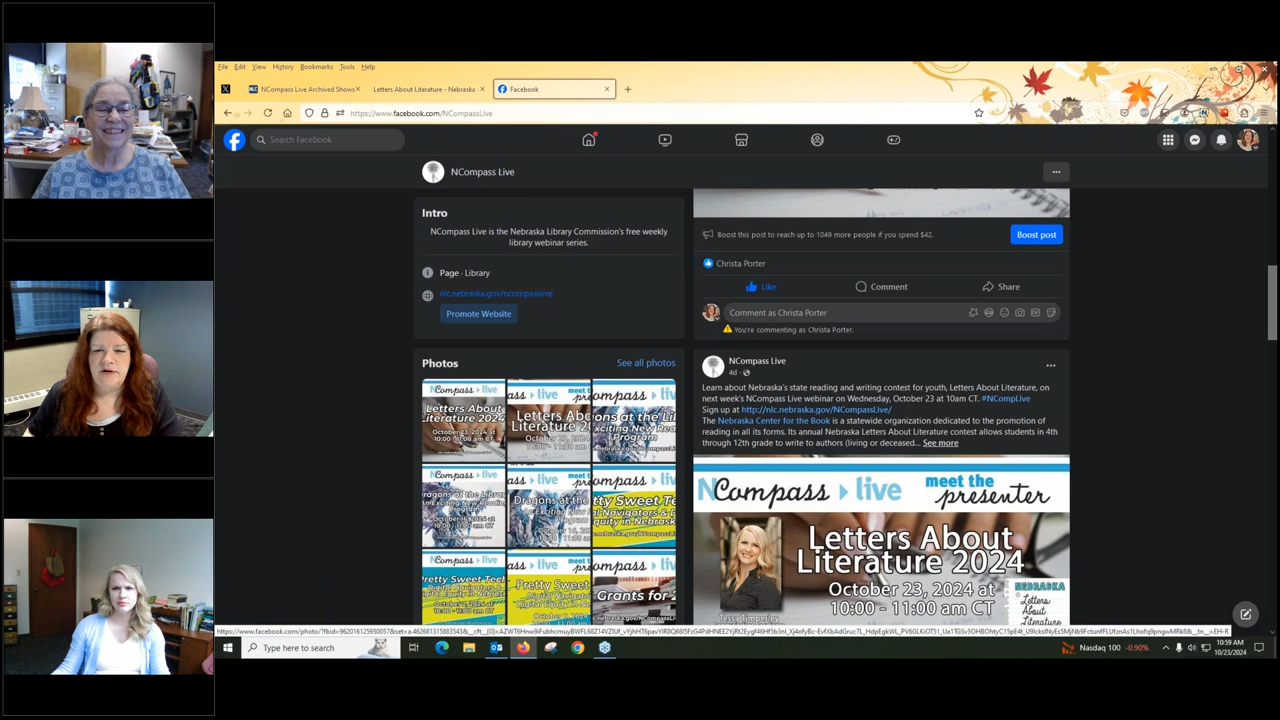 File Edit View History Bookmarks Tools Help
NCompass Live Archived Shows
Letters About Literature - Nebraska
Facebook
https://www.facebook.com/NCompassLive
Search Facebook
NCompass Live
Intro
NCompass Live is the Nebraska Library Commission's free weekly
library webinar series.
Page · Library
nlc.nebraska.gov/ncompasslive
Promote Website
Photos
See all photos
Boost this post to reach up to 1049 more people if you spend $42.
Boost post
Christa Porter
Like
Comment
Share
Comment as Christa Porter
You're commenting as Christa Porter.
NCompass Live
4d
Learn about Nebraska's state reading and writing contest for youth, Letters About Literature, on
next week's NCompass Live webinar on Wednesday, October 23 at 10am CT. #NCompLive
Sign up at http://nlc.nebraska.gov/NCompassLive/
The Nebraska Center for the Book is a statewide organization dedicated to the promotion of
reading in all its forms. Its annual Nebraska Letters About Literature contest allows students in 4th
through 12th grade to write to authors (living or deceased... See more
NCompass live
meet the
presenter
Letters About
Literature 2024
October 23, 2024 at
10:00 - 11:00 am CT
NEBRASKA
Letters
About
Literature
Type here to search
Nasdaq 100 -0.90%
10:59 AM
10/23/2024